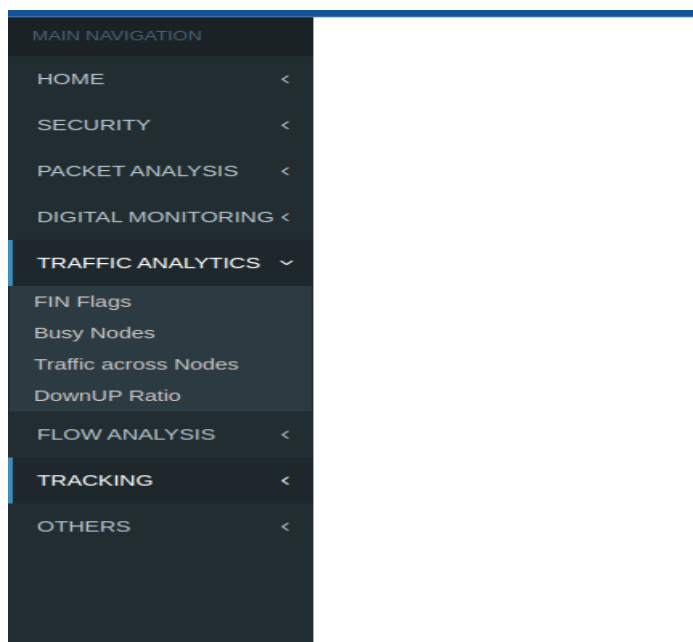 MAIN NAVIGATION
HOME <
SECURITY <
PACKET ANALYSIS <
DIGITAL MONITORING <
TRAFFIC ANALYTICS
FIN Flags
Busy Nodes
Traffic across Nodes
DownUP Ratio
FLOW ANALYSIS <
TRACKING <
OTHERS <